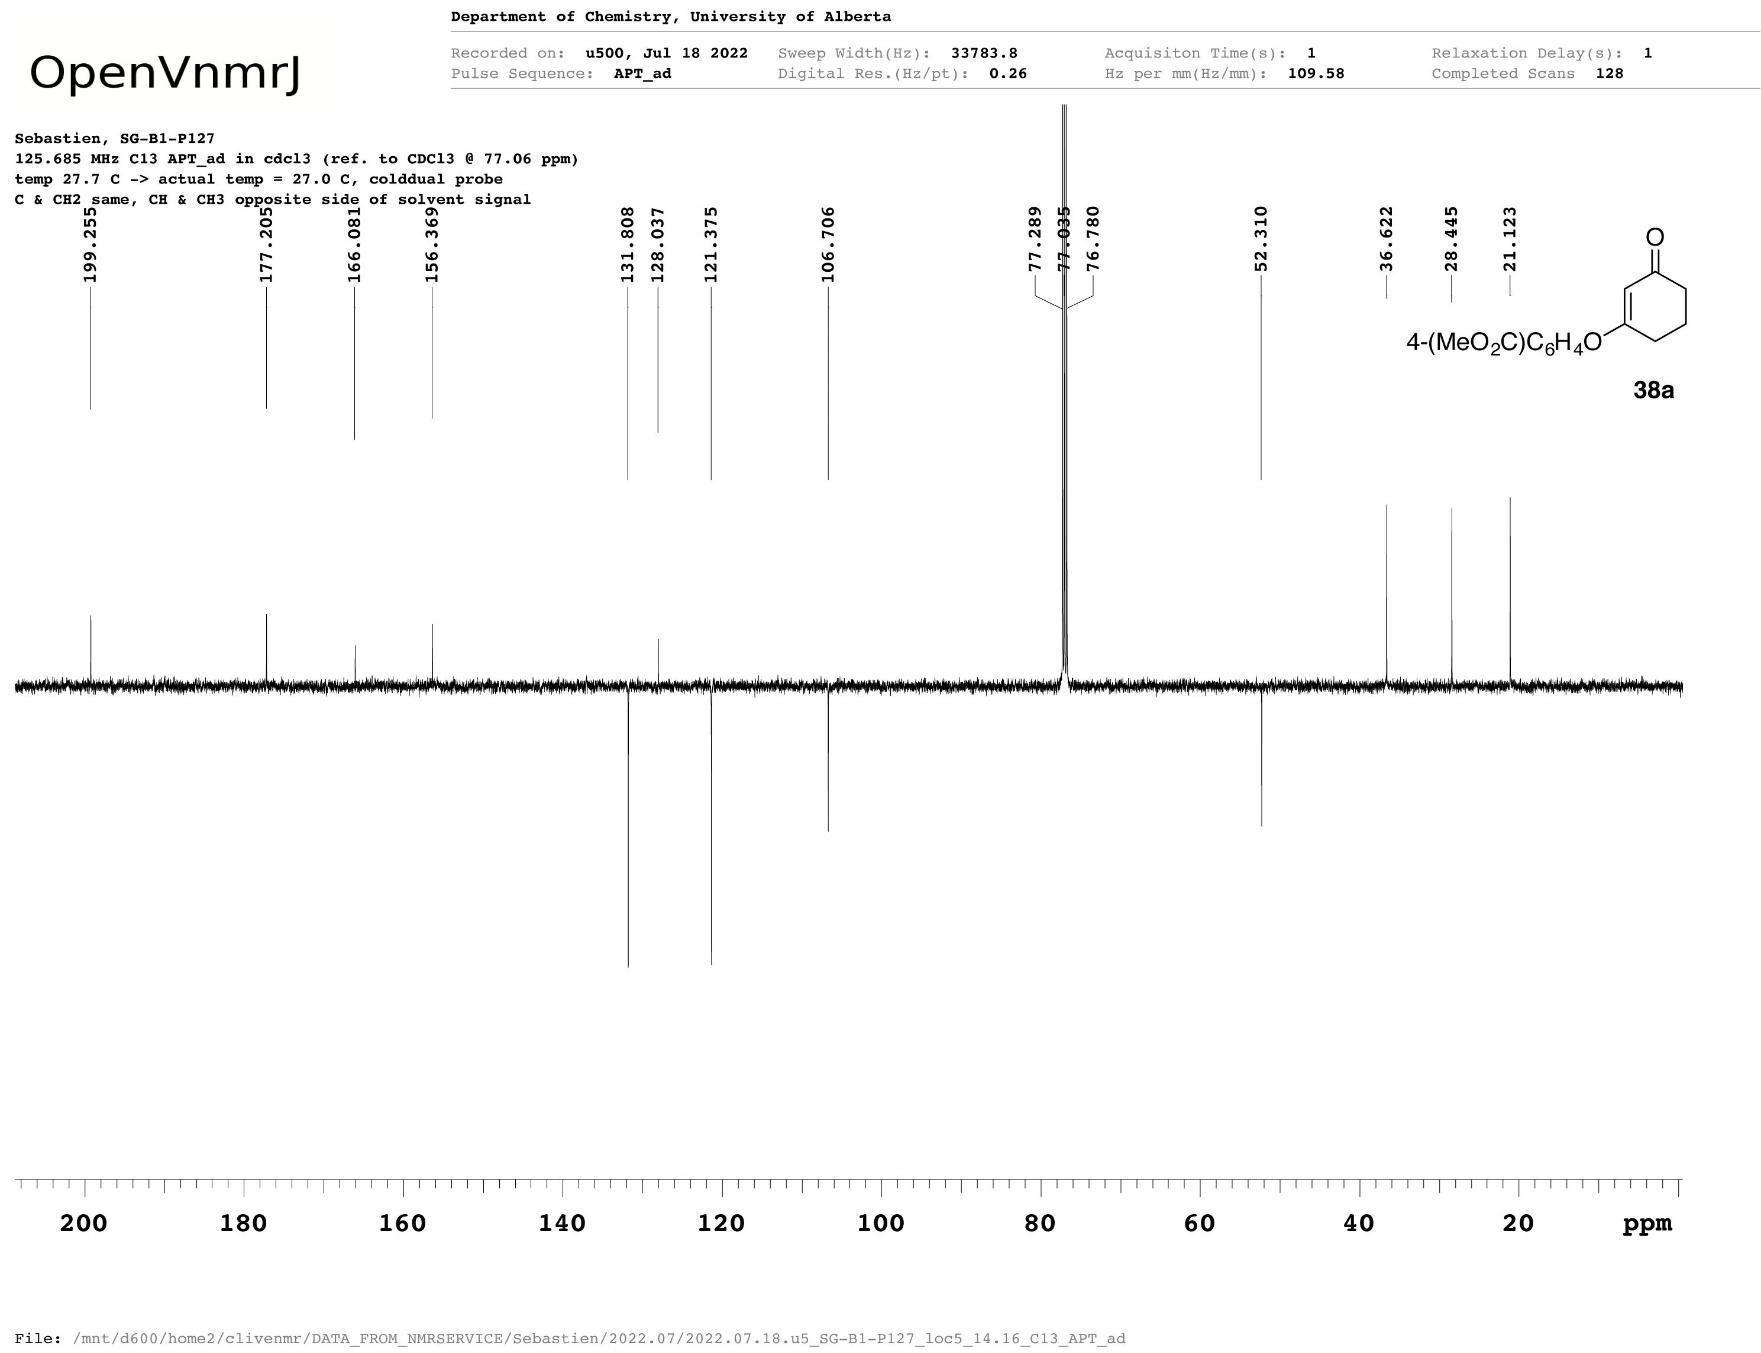 Department of Chemistry, University of Alberta
OpenVnmrJ
Recorded on: u500, Jul 18 2022 Sweep Width(Hz): 33783.8 Acquisiton Time(s): 1 Relaxation Delay(s): 1
Pulse Sequence: APT_ad Digital Res.(Hz/pt): 0.26 Hz per mm(Hz/mm): 109.58 Completed Scans 128
Sebastien, SG-B1-P127
125.685 MHz C13 APT_ad in cdcl3 (ref. to CDCl3 @ 77.06 ppm)
temp 27.7 C -> actual temp = 27.0 C, colddual probe
C & CH2 same, CH & CH3 opposite side of solvent signal
199.255 177.205 166.081 156.369 131.808 128.037 121.375 106.706 77.289 77.035 76.780 52.310 36.622 28.445 21.123
O
4-(MeO2C)C6H4O
38a
200 180 160 140 120 100 80 60 40 20 ppm
File: /mnt/d600/home2/clivenmr/DATA_FROM_NMRSERVICE/Sebastien/2022.07/2022.07.18.u5_SG-B1-P127_loc5_14.16_C13_APT_ad